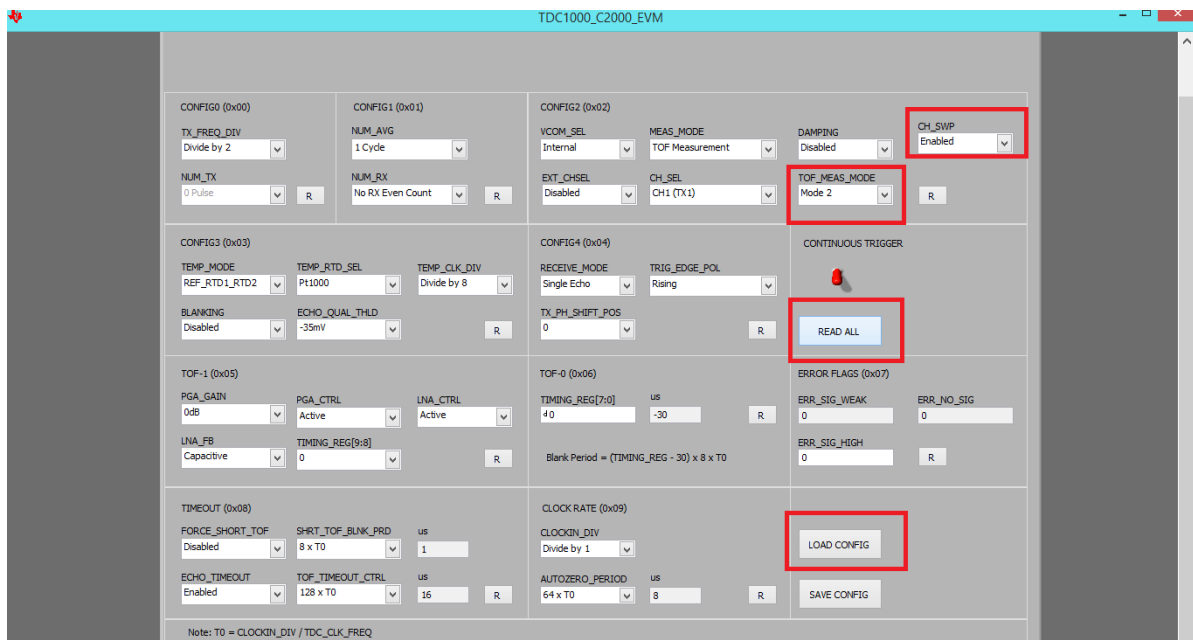 TDC1000_C2000_EVM
CONFIG0 (0x00)
TX_FREQ_DIV
Divide by 2
NUM_TX
0 Pulse
R
CONFIG1 (0x01)
NUM_AVG
1 Cycle
NUM_RX
No RX Even Count
R
CONFIG2 (0x02)
VCOM_SEL
Internal
MEAS_MODE
TOF Measurement
DAMPING
Disabled
CH_SWP
Enabled
EXT_CHSEL
Disabled
CH_SEL
CH1 (TX1)
TOF_MEAS_MODE
Mode 2
R
CONFIG3 (0x03)
TEMP_MODE
REF_RTD1_RTD2
TEMP_RTD_SEL
Pt1000
TEMP_CLK_DIV
Divide by 8
BLANKING
Disabled
ECHO_QUAL_THLD
-35mV
R
CONFIG4 (0x04)
RECEIVE_MODE
Single Echo
TRIG_EDGE_POL
Rising
TX_PH_SHIFT_POS
0
R
CONTINUOUS TRIGGER
READ ALL
TOF-1 (0x05)
PGA_GAIN
0dB
PGA_CTRL
Active
LNA_CTRL
Active
LNA_FB
Capacitive
TIMING_REG[9:8]
0
R
TOF-0 (0x06)
TIMING_REG[7:0]
d 0
us
-30
R
Blank Period = (TIMING_REG - 30) x 8 x T0
ERROR FLAGS (0x07)
ERR_SIG_WEAK
0
ERR_NO_SIG
0
ERR_SIG_HIGH
0
R
TIMEOUT (0x08)
FORCE_SHORT_TOF
Disabled
SHRT_TOF_BLNK_PRD
8 x T0
us
1
ECHO_TIMEOUT
Enabled
TOF_TIMEOUT_CTRL
128 x T0
us
16
R
CLOCK RATE (0x09)
CLOCKIN_DIV
Divide by 1
AUTOZERO_PERIOD
64 x T0
us
8
R
LOAD CONFIG
SAVE CONFIG
Note: T0 = CLOCKIN_DIV / TDC_CLK_FREQ